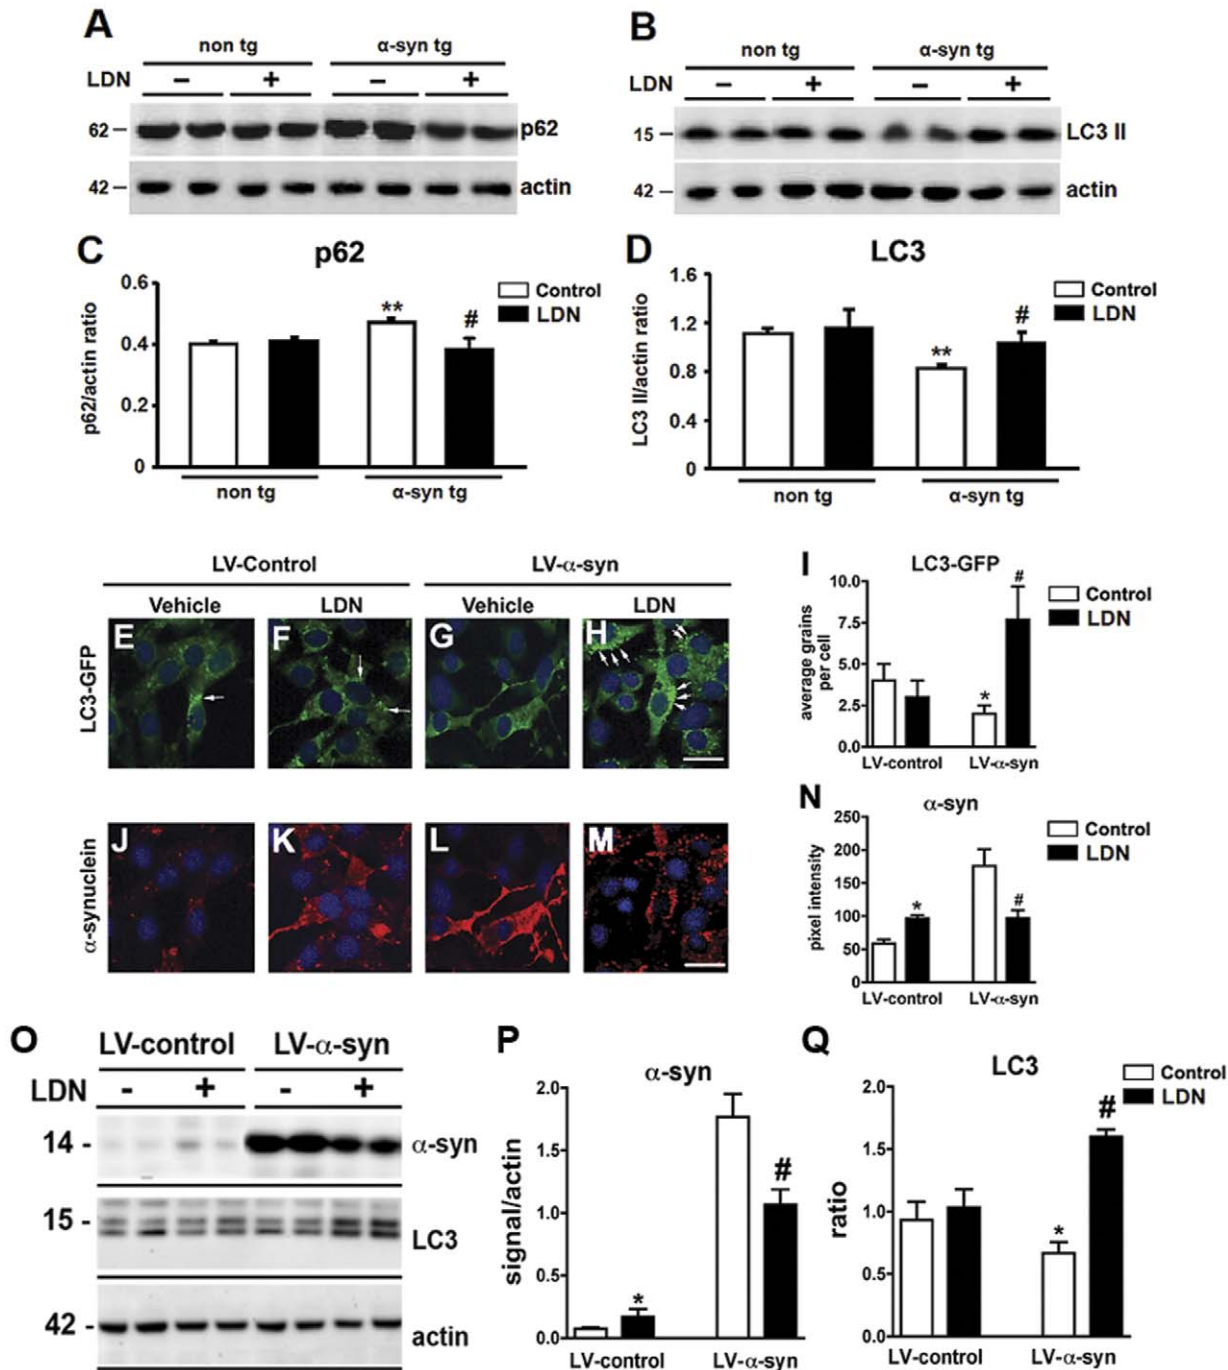 A
non tg α-syn tg
LDN − + − +
62 p62
42 actin
B
non tg α-syn tg
LDN − + − +
15 LC3 II
42 actin
C
p62
p62/actin ratio
0.6
0.4
0.2
0
**
#
Control
LDN
non tg α-syn tg
D
LC3
LC3 II/actin ratio
1.6
1.2
0.8
0.4
0
**
#
Control
LDN
non tg α-syn tg
LV-Control LV-α-syn
Vehicle LDN Vehicle LDN
LC3-GFP
E F G H
α-synuclein
J K L M
I
LC3-GFP
average grains
per cell
10.0
7.5
5.0
2.5
0.0
*
#
Control
LDN
LV-control LV-α-syn
N
α-syn
pixel intensity
250
200
150
100
50
0
*
#
Control
LDN
LV-control LV-α-syn
O
LV-control LV-α-syn
LDN - + - +
14 - α-syn
15 - LC3
42 - actin
P
α-syn
signal/actin
2.0
1.5
1.0
0.5
0.0
*
#
LV-control LV-α-syn
Q
LC3
ratio
2.0
1.5
1.0
0.5
0.0
*
#
Control
LDN
LV-control LV-α-syn